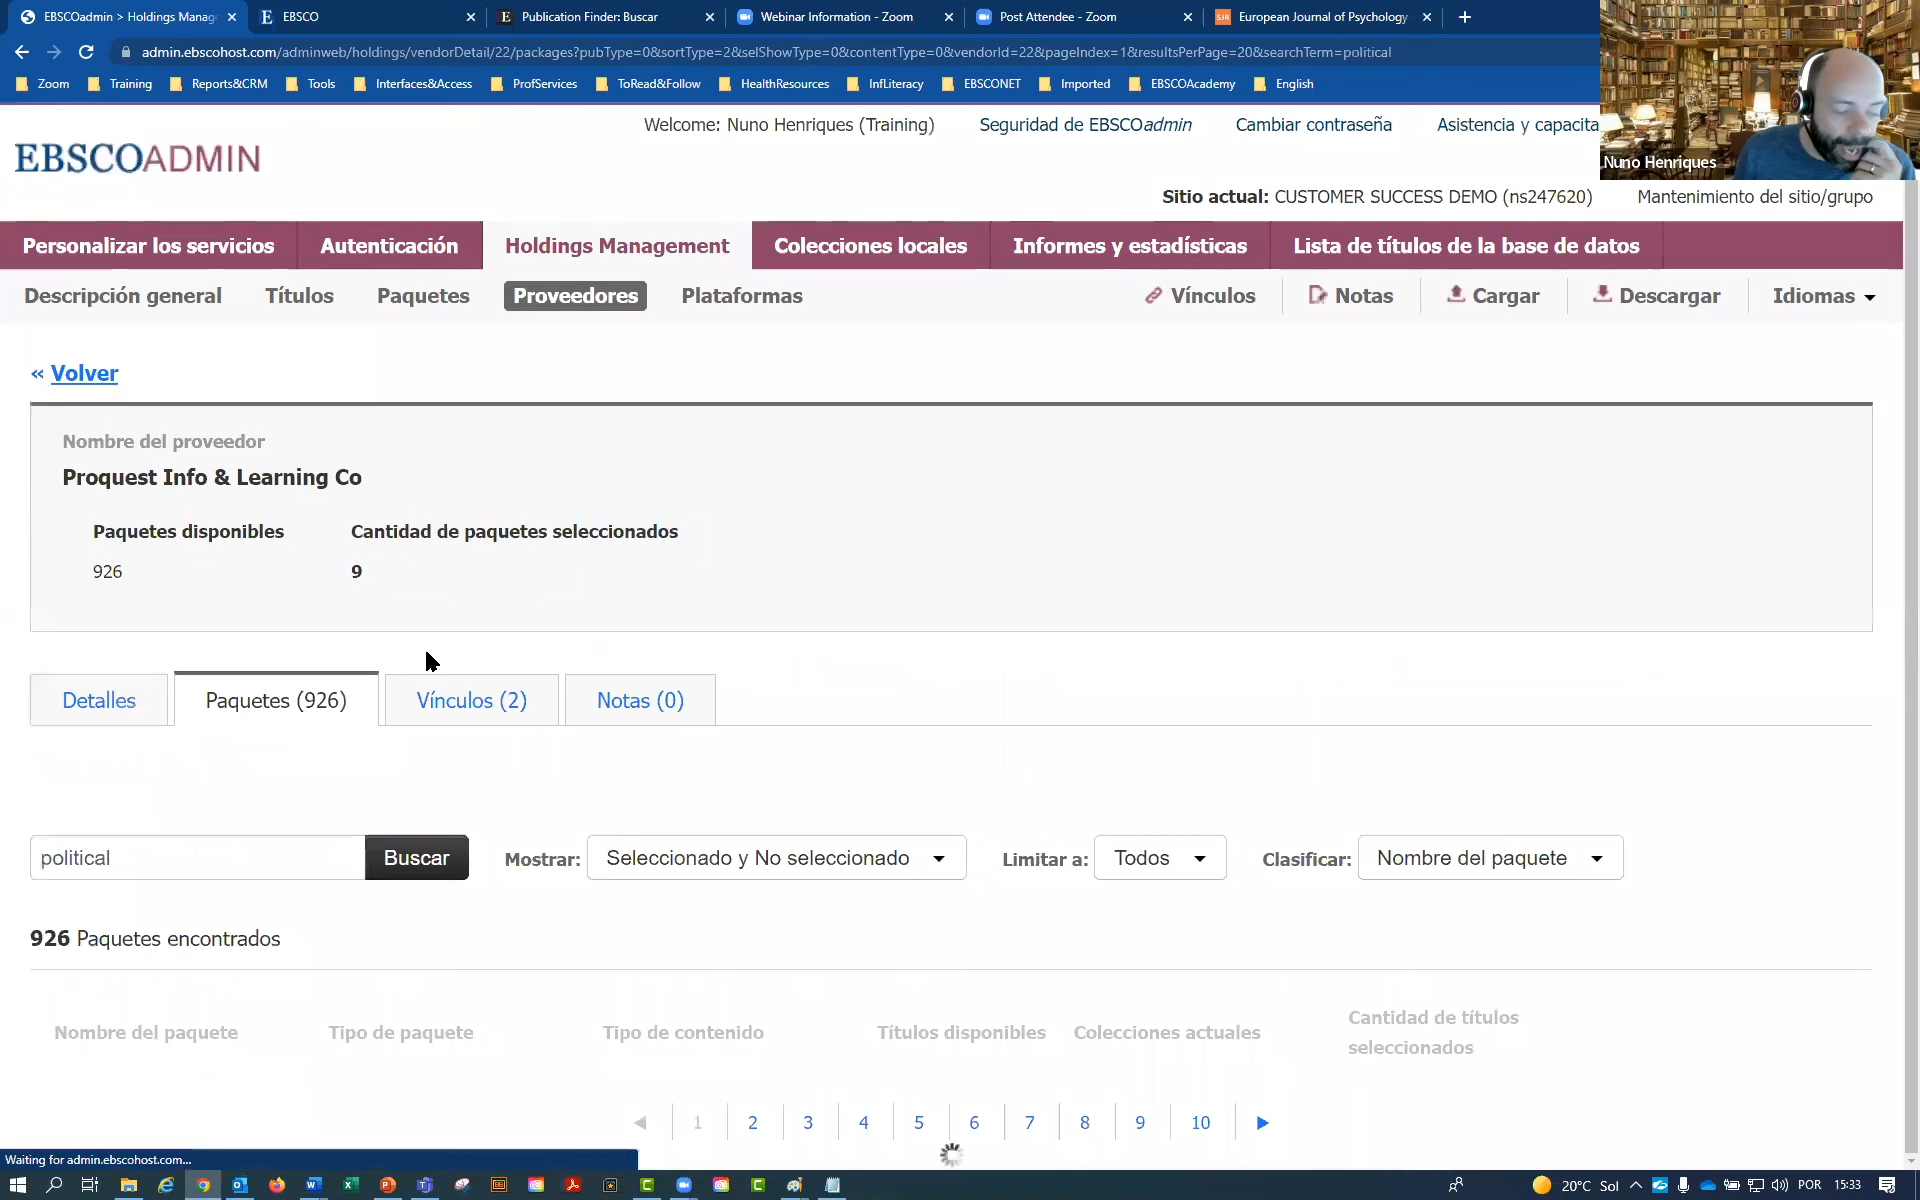 EBSCOadmin > Holdings Manag
EBSCO
Publication Finder: Buscar
Webinar Information - Zoom
Post Attendee - Zoom
SJR European Journal of Psychology
admin.ebscohost.com/adminweb/holdings/vendorDetail/22/packages?pubType=0&sortType=2&selShowType=0&contentType=0&vendorId=22&pageIndex=1&resultsPerPage=20&searchTerm=political
Zoom Training Reports&CRM Tools Interfaces&Access ProfServices ToRead&Follow HealthResources InfLiteracy EBSCONET Imported EBSCOAcademy English
Welcome: Nuno Henriques (Training) Seguridad de EBSCOadmin Cambiar contraseña Asistencia y capacita
EBSCOADMIN
Nuno Henriques
Sitio actual: CUSTOMER SUCCESS DEMO (ns247620) Mantenimiento del sitio/grupo
Personalizar los servicios Autenticación Holdings Management Colecciones locales Informes y estadísticas Lista de títulos de la base de datos
Descripción general Títulos Paquetes Proveedores Plataformas Vínculos Notas Cargar Descargar Idiomas
« Volver
Nombre del proveedor
Proquest Info & Learning Co
Paquetes disponibles Cantidad de paquetes seleccionados
926 9
Detalles Paquetes (926) Vínculos (2) Notas (0)
political Buscar Mostrar: Seleccionado y No seleccionado Limitar a: Todos Clasificar: Nombre del paquete
926 Paquetes encontrados
Nombre del paquete Tipo de paquete Tipo de contenido Títulos disponibles Colecciones actuales Cantidad de títulos
seleccionados
1 2 3 4 5 6 7 8 9 10
Waiting for admin.ebscohost.com...
20°C Sol POR 15:33